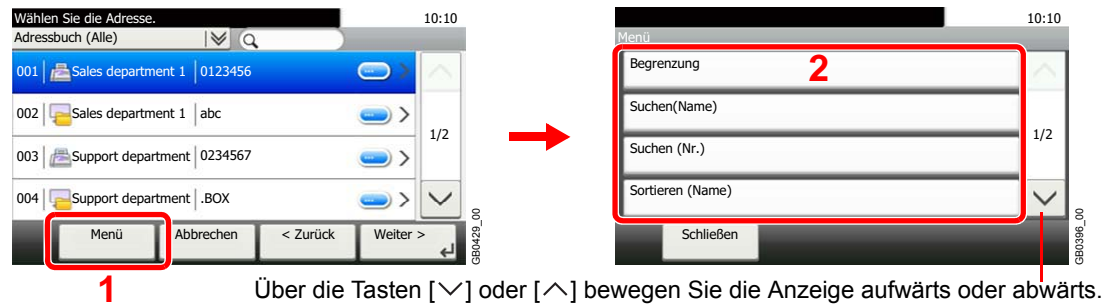 Wählen Sie die Adresse. 10:10
Adressbuch (Alle)
001 Sales department 1 0123456
002 Sales department 1 abc
003 Support department 0234567
004 Support department .BOX
1/2
Menü Abbrechen < Zurück Weiter >
GB0429_00
1
10:10
Menü
Begrenzung
2
Suchen(Name)
Suchen (Nr.)
Sortieren (Name)
1/2
Schließen
GB0396_00
Über die Tasten [∨] oder [∧] bewegen Sie die Anzeige aufwärts oder abwärts.